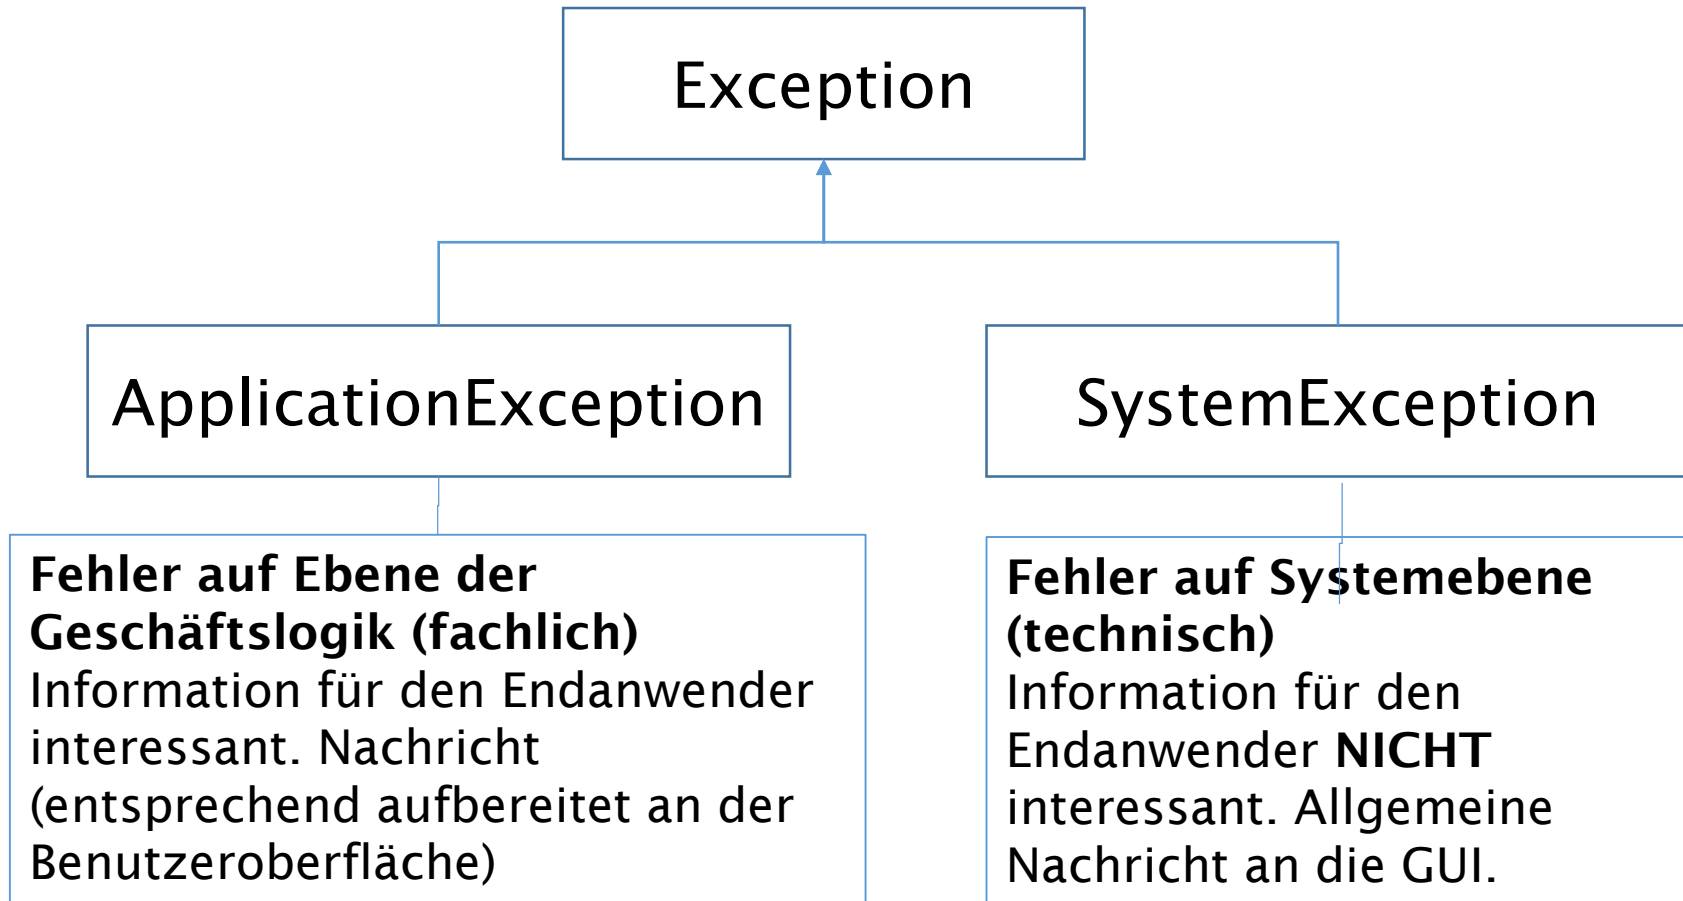 Exception
ApplicationException
SystemException
Fehler auf Ebene der
Geschäftslogik (fachlich)
Information für den Endanwender
interessant. Nachricht
(entsprechend aufbereitet an der
Benutzeroberfläche)
Fehler auf Systemebene
(technisch)
Information für den
Endanwender NICHT
interessant. Allgemeine
Nachricht an die GUI.